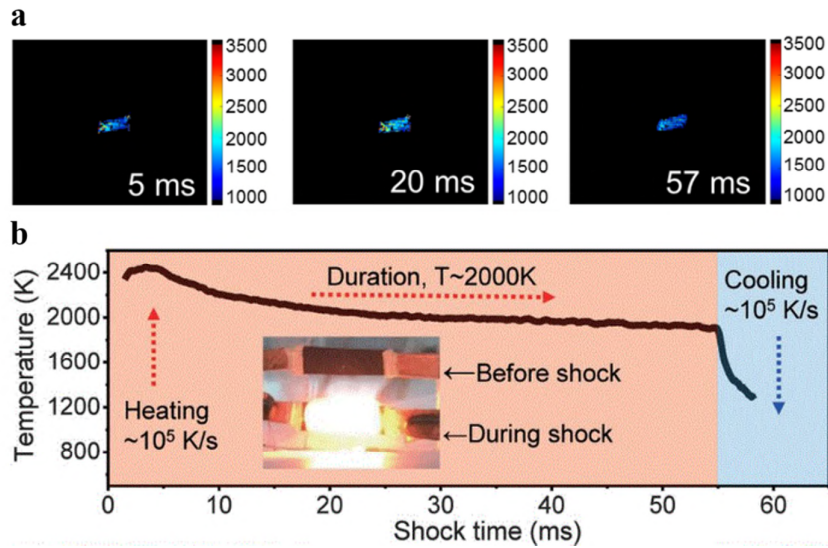 a
3500
3000
2500
2000
1500
1000
5 ms
3500
3000
2500
2000
1500
1000
20 ms
3500
3000
2500
2000
1500
1000
57 ms
b
Temperature (K)
2400
2000
1600
1200
800
Duration, T~2000K
Cooling
~10⁵ K/s
Heating
~10⁵ K/s
←Before shock
←During shock
0
10
20
30
40
50
60
Shock time (ms)